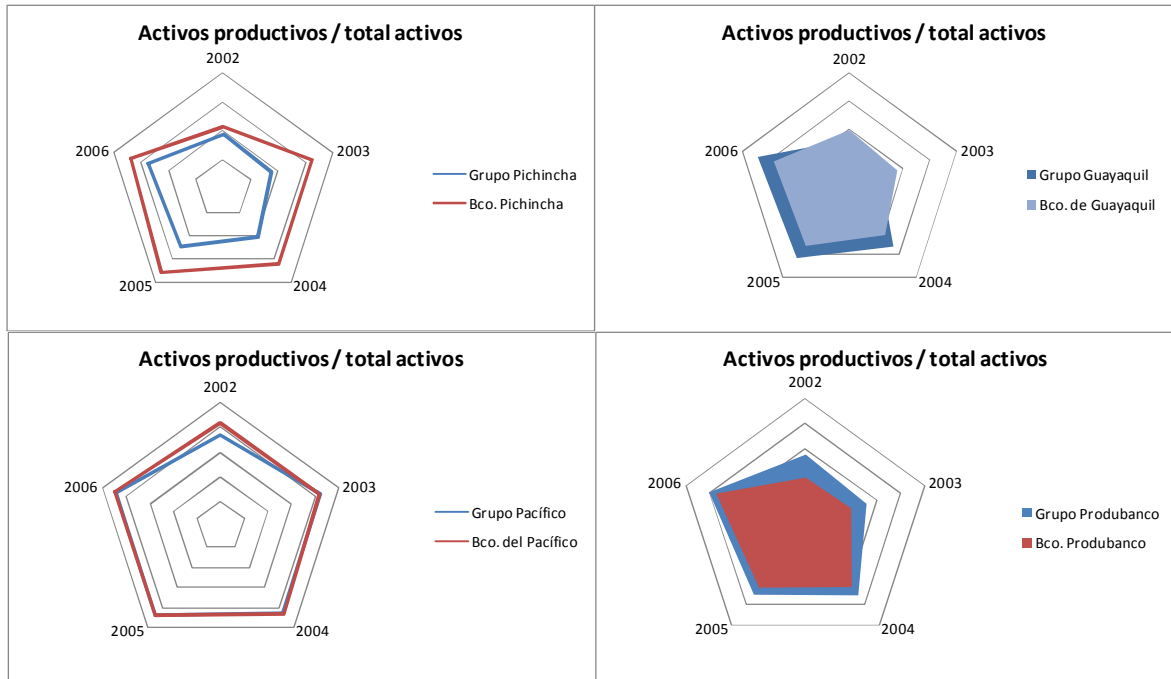 Activos productivos / total activos
2002
2003
2004
2005
2006
Grupo Pichincha
Bco. Pichincha
Activos productivos / total activos
2002
2003
2004
2005
2006
Grupo Guayaquil
Bco. de Guayaquil
Activos productivos / total activos
2002
2003
2004
2005
2006
Grupo Pacífico
Bco. del Pacífico
Activos productivos / total activos
2002
2003
2004
2005
2006
Grupo Produbanco
Bco. Produbanco